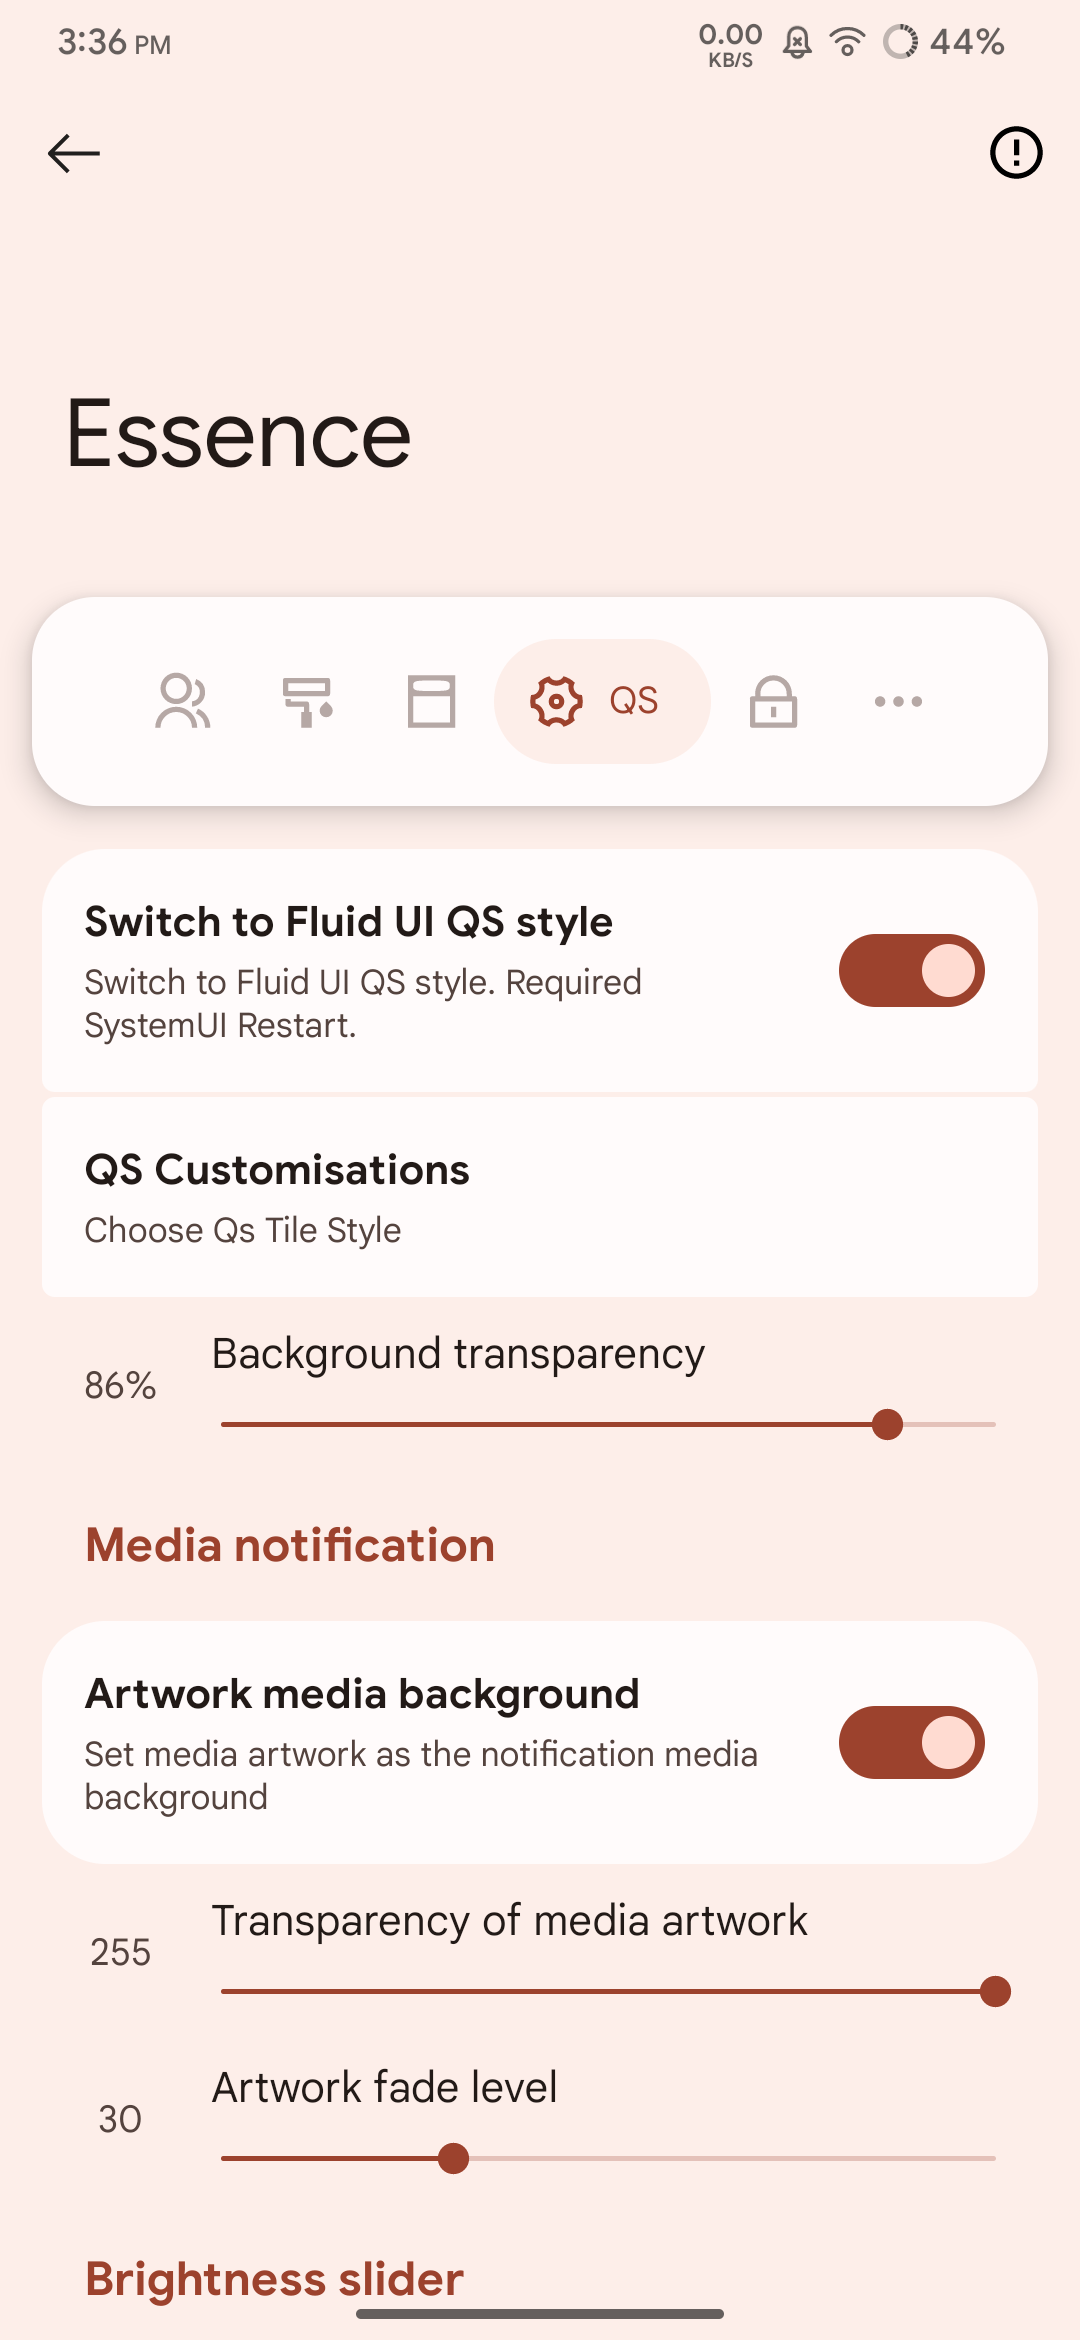 3:36 PM
0.00
KB/S
44%
Essence
QS
Switch to Fluid UI QS style
Switch to Fluid UI QS style. Required
SystemUI Restart.
QS Customisations
Choose Qs Tile Style
Background transparency
86%
Media notification
Artwork media background
Set media artwork as the notification media
background
Transparency of media artwork
255
Artwork fade level
30
Brightness slider